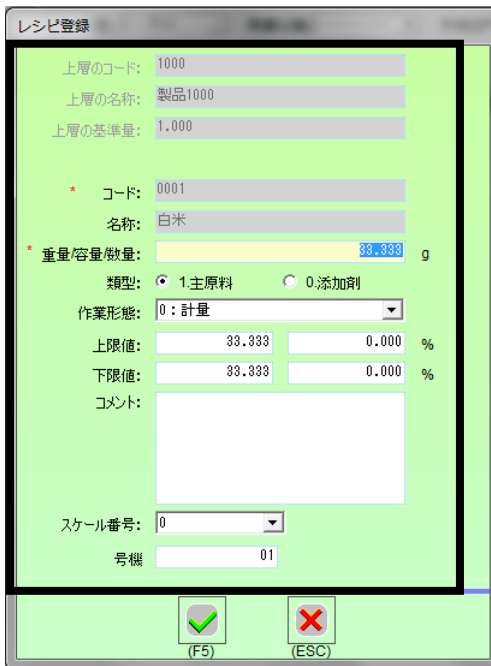 レシピ登録
上層のコード: 1000
上層の名称: 製品1000
上層の基準量: 1.000
* コード: 0001
名称: 白米
* 重量/容量/数量: 33.333 g
類型: 1.主原料 0.添加剤
作業形態: 0：計量
上限値: 33.333 0.000 %
下限値: 33.333 0.000 %
コメント:
スケール番号: 0
号機 01
(F5) (ESC)